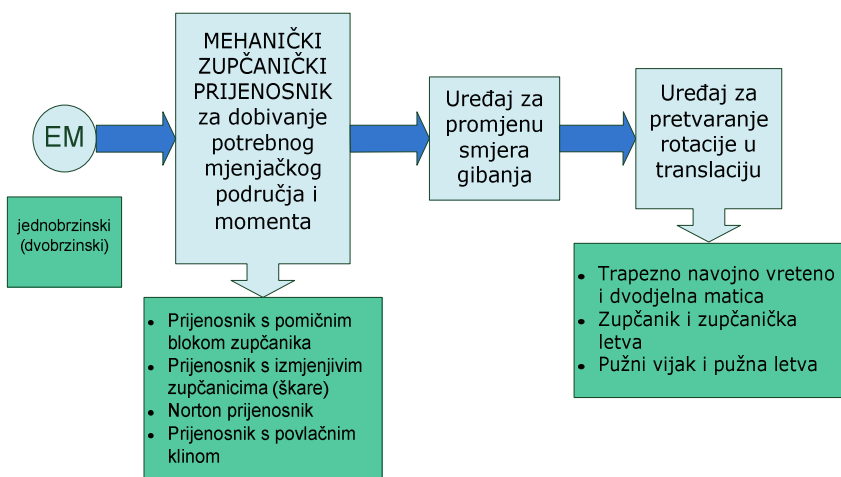 EM
jednobrzinski
(dvobrzinski)
MEHANIČKI
ZUPČANIČKI
PRIJENOSNIK
za dobivanje
potrebnog
mjenjačkog
područja i
momenta
• Prijenosnik s pomičnim
blokom zupčanika
• Prijenosnik s izmjenjivim
zupčanicima (škare)
• Norton prijenosnik
• Prijenosnik s povlačnim
klinom
Uređaj za
promjenu
smjera
gibanja
Uređaj za
pretvaranje
rotacije u
translaciju
• Trapezno navojno vreteno
i dvodjelna matica
• Zupčanik i zupčanička
letva
• Pužni vijak i pužna letva